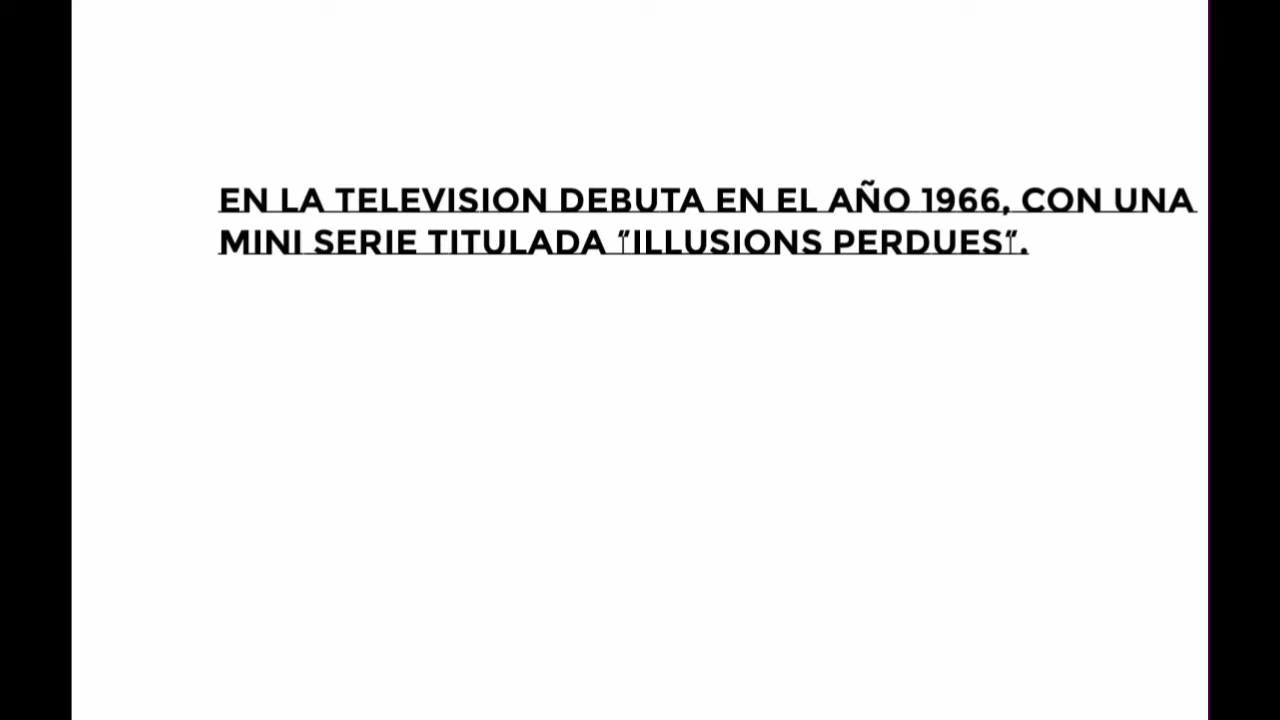 EN LA TELEVISION DEBUTA EN EL AÑO 1966, CON UNA
MINI SERIE TITULADA "ILLUSIONS PERDUES".